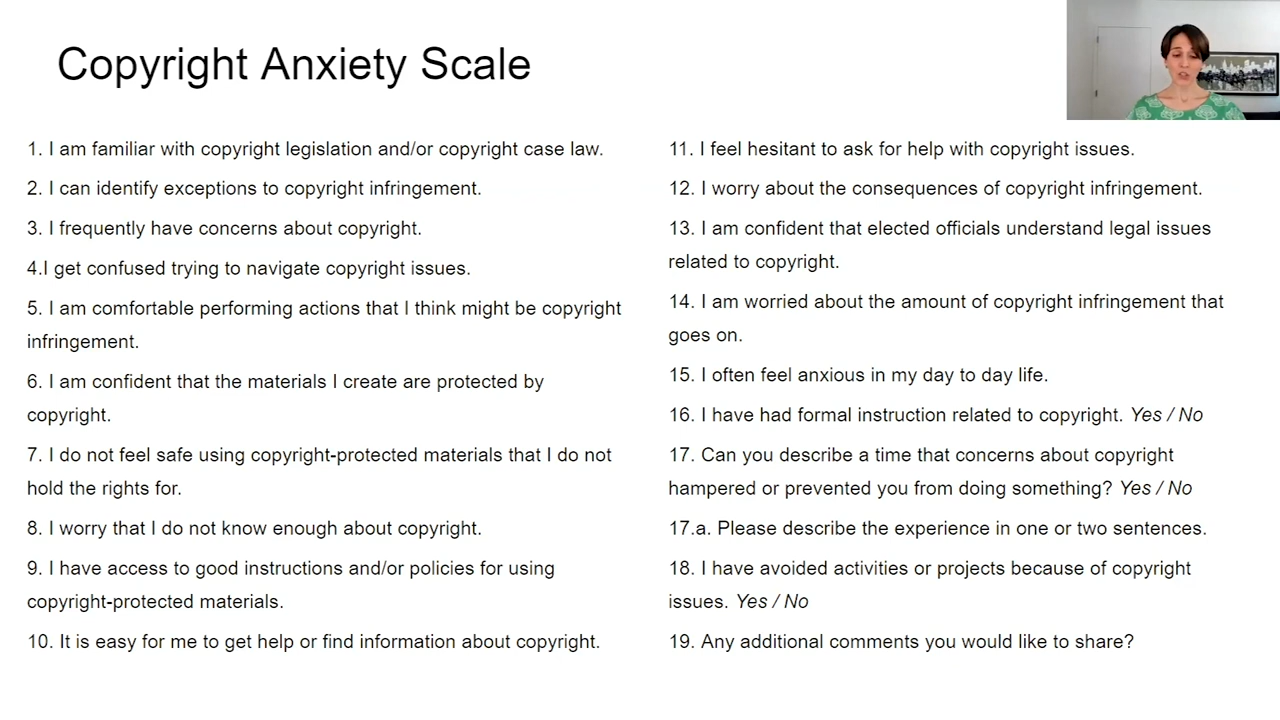 Copyright Anxiety Scale
1. I am familiar with copyright legislation and/or copyright case law.
2. I can identify exceptions to copyright infringement.
3. I frequently have concerns about copyright.
4.I get confused trying to navigate copyright issues.
5. I am comfortable performing actions that I think might be copyright
infringement.
6. I am confident that the materials I create are protected by
copyright.
7. I do not feel safe using copyright-protected materials that I do not
hold the rights for.
8. I worry that I do not know enough about copyright.
9. I have access to good instructions and/or policies for using
copyright-protected materials.
10. It is easy for me to get help or find information about copyright.
11. I feel hesitant to ask for help with copyright issues.
12. I worry about the consequences of copyright infringement.
13. I am confident that elected officials understand legal issues
related to copyright.
14. I am worried about the amount of copyright infringement that
goes on.
15. I often feel anxious in my day to day life.
16. I have had formal instruction related to copyright. Yes / No
17. Can you describe a time that concerns about copyright
hampered or prevented you from doing something? Yes / No
17.a. Please describe the experience in one or two sentences.
18. I have avoided activities or projects because of copyright
issues. Yes / No
19. Any additional comments you would like to share?